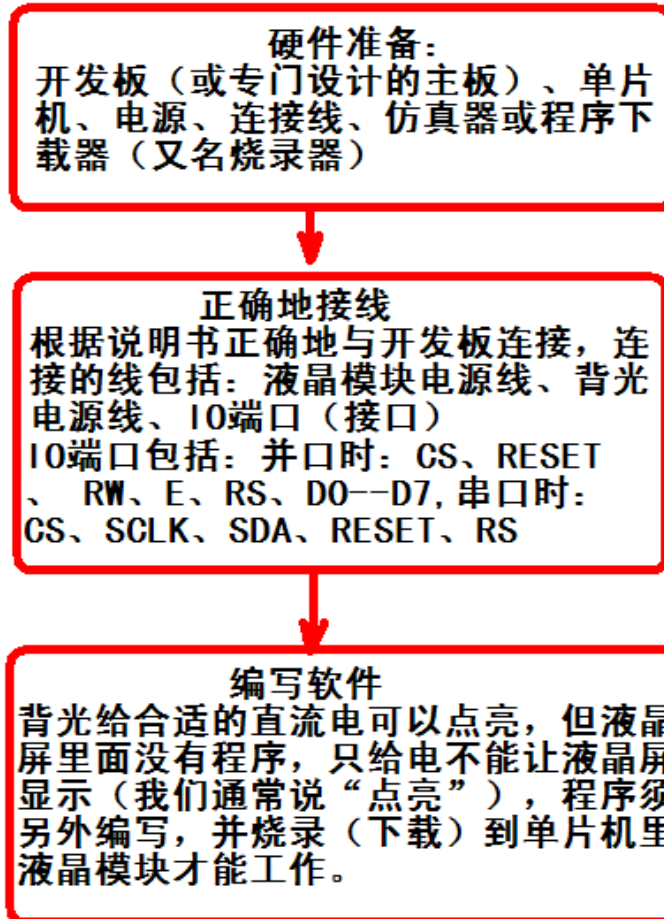 硬件准备：
开发板（或专门设计的主板）、单片
机、电源、连接线、仿真器或程序下
载器（又名烧录器）
正确地接线
根据说明书正确地与开发板连接，连
接的线包括：液晶模块电源线、背光
电源线、IO端口（接口）
IO端口包括：并口时：CS、RESET
、 RW、E、RS、D0--D7,串口时：
CS、SCLK、SDA、RESET、RS
编写软件
背光给合适的直流电可以点亮，但液晶
屏里面没有程序，只给电不能让液晶屏
显示（我们通常说“点亮”），程序须
另外编写，并烧录（下载）到单片机里
液晶模块才能工作。